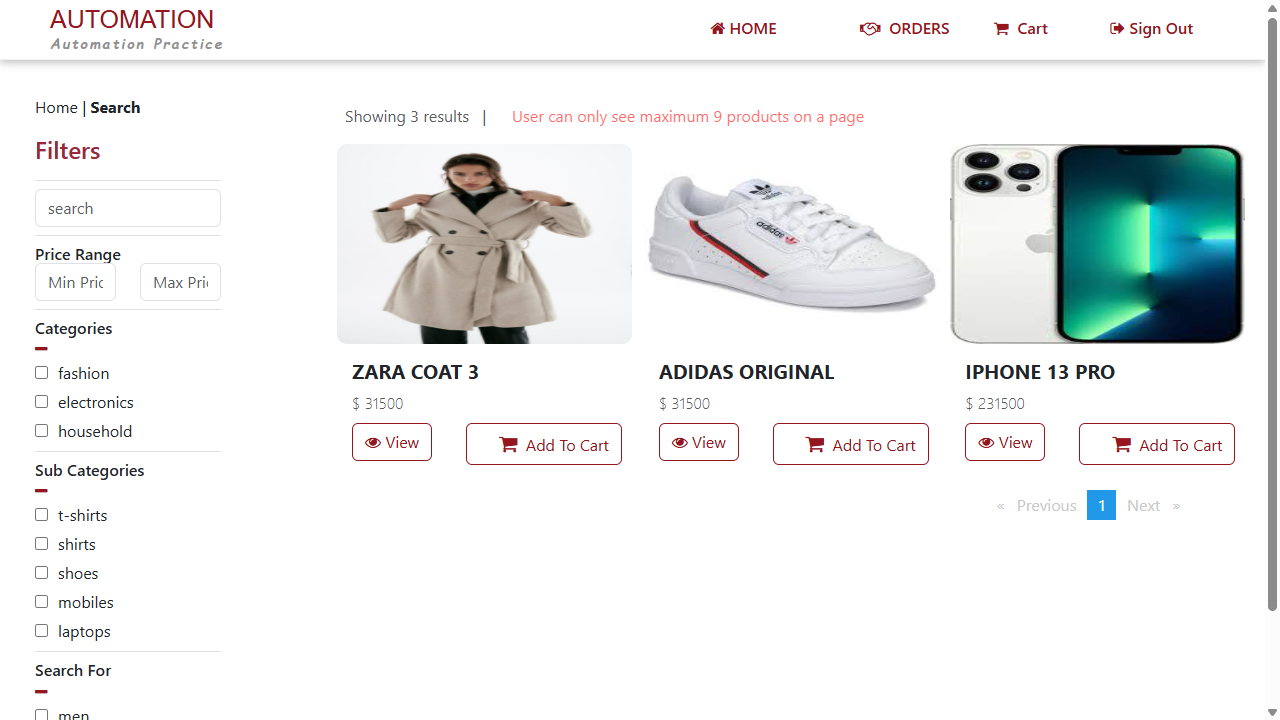 AUTOMATION
Automation Practice
HOME
ORDERS
Cart
Sign Out
Home | Search
Filters
search
Price Range
Min Pric
Max Pri
Categories
fashion
electronics
household
Sub Categories
t-shirts
shirts
shoes
mobiles
laptops
Search For
men
Showing 3 results |
User can only see maximum 9 products on a page
adidas
adidas
ZARA COAT 3
$ 31500
View
Add To Cart
ADIDAS ORIGINAL
$ 31500
View
Add To Cart
IPHONE 13 PRO
$ 231500
View
Add To Cart
« Previous 1 Next »